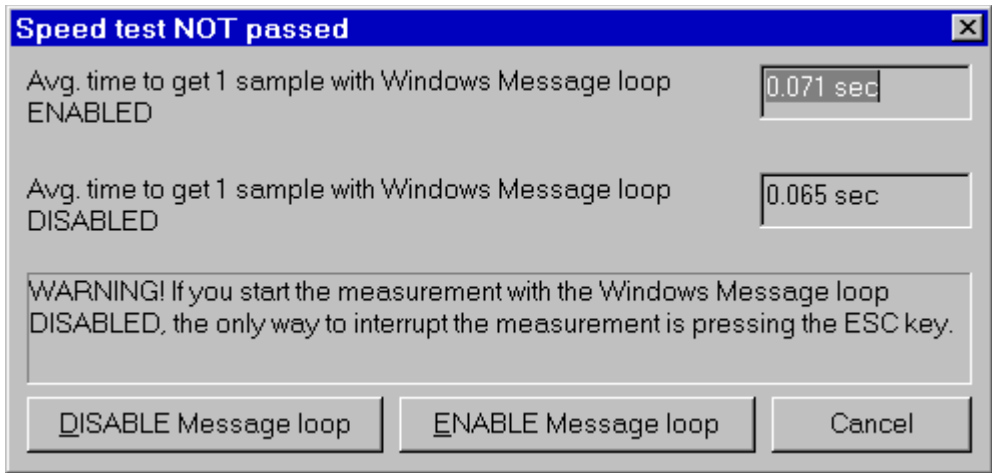 Speed test NOT passed
Avg. time to get 1 sample with Windows Message loop
ENABLED
0.071 sec
Avg. time to get 1 sample with Windows Message loop
DISABLED
0.065 sec
WARNING! If you start the measurement with the Windows Message loop
DISABLED, the only way to interrupt the measurement is pressing the ESC key.
DISABLE Message loop
ENABLE Message loop
Cancel